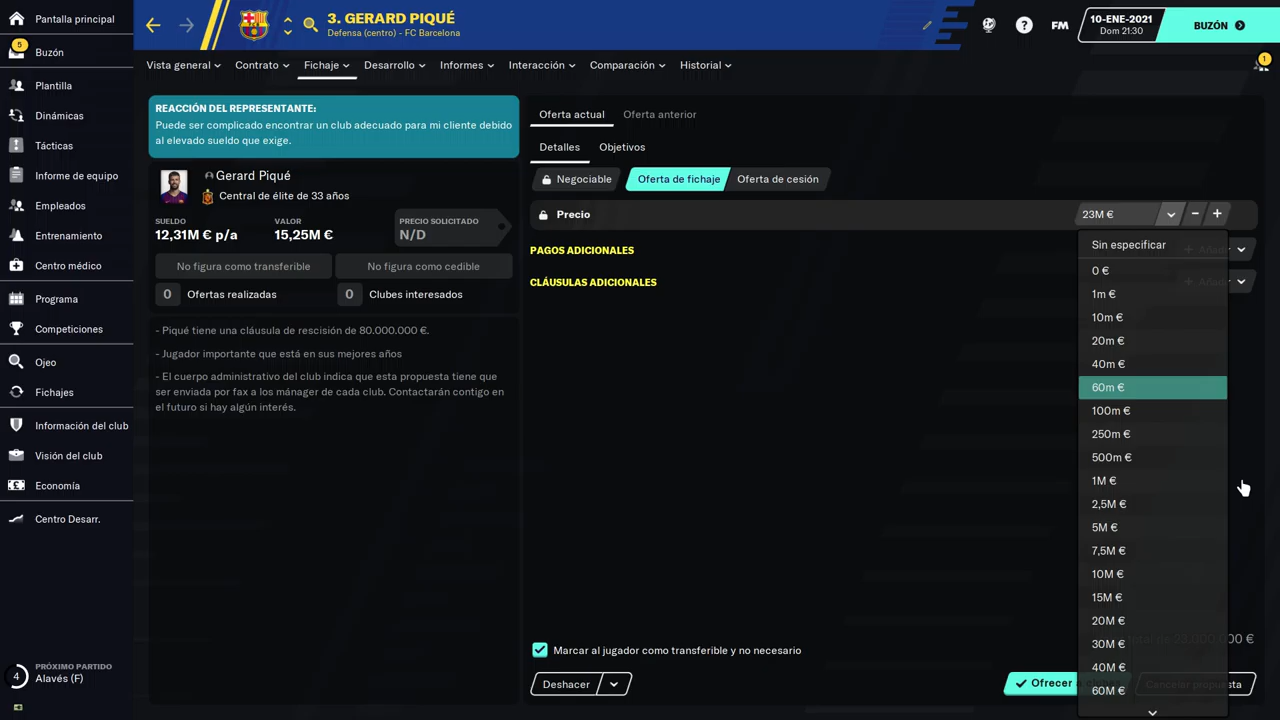 Pantalla principal
5
Buzón
Plantilla
Dinámicas
Tácticas
Informe de equipo
Empleados
Entrenamiento
Centro médico
Programa
Competiciones
Ojeo
Fichajes
Información del club
Visión del club
Economía
Centro Desarr.
4
PRÓXIMO PARTIDO
Alavés (F)
3. GERARD PIQUÉ
Defensa (centro) - FC Barcelona
?
FM
10-ENE-2021
Dom 21:30
BUZÓN
Vista general
Contrato
Fichaje
Desarrollo
Informes
Interacción
Comparación
Historial
1
REACCIÓN DEL REPRESENTANTE:
Puede ser complicado encontrar un club adecuado para mi cliente debido
al elevado sueldo que exige.
Gerard Piqué
Central de élite de 33 años
SUELDO
12,31M € p/a
VALOR
15,25M €
PRECIO SOLICITADO
N/D
No figura como transferible
No figura como cedible
0 Ofertas realizadas
0 Clubes interesados
- Piqué tiene una cláusula de rescisión de 80.000.000 €.
- Jugador importante que está en sus mejores años
- El cuerpo administrativo del club indica que esta propuesta tiene que
ser enviada por fax a los mánager de cada club. Contactarán contigo en
el futuro si hay algún interés.
Oferta actual
Oferta anterior
Detalles
Objetivos
Negociable
Oferta de fichaje
Oferta de cesión
Precio
23M €
PAGOS ADICIONALES
CLÁUSULAS ADICIONALES
Sin especificar
0 €
1m €
10m €
20m €
40m €
60m €
100m €
250m €
500m €
1M €
2,5M €
5M €
7,5M €
10M €
15M €
20M €
30M €
40M €
60M €
Marcar al jugador como transferible y no necesario
Deshacer
Ofrecer
Cancelar propuesta